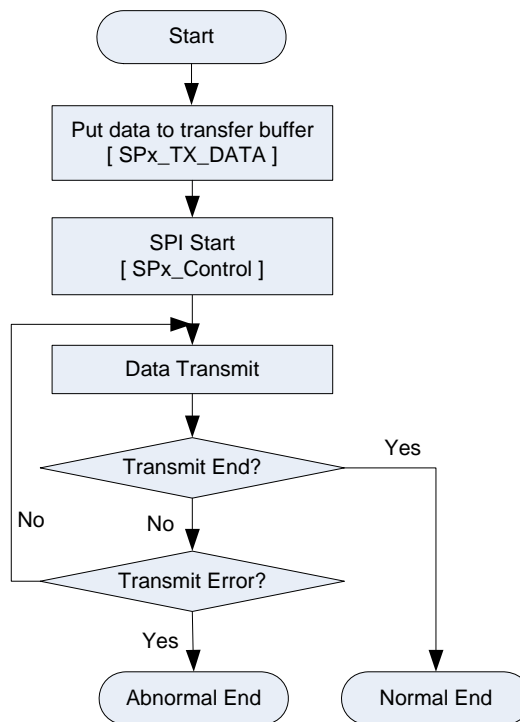 Start
Put data to transfer buffer
[ SPx_TX_DATA ]
SPI Start
[ SPx_Control ]
Data Transmit
Transmit End?
Yes
No
No
Transmit Error?
Yes
Abnormal End
Normal End